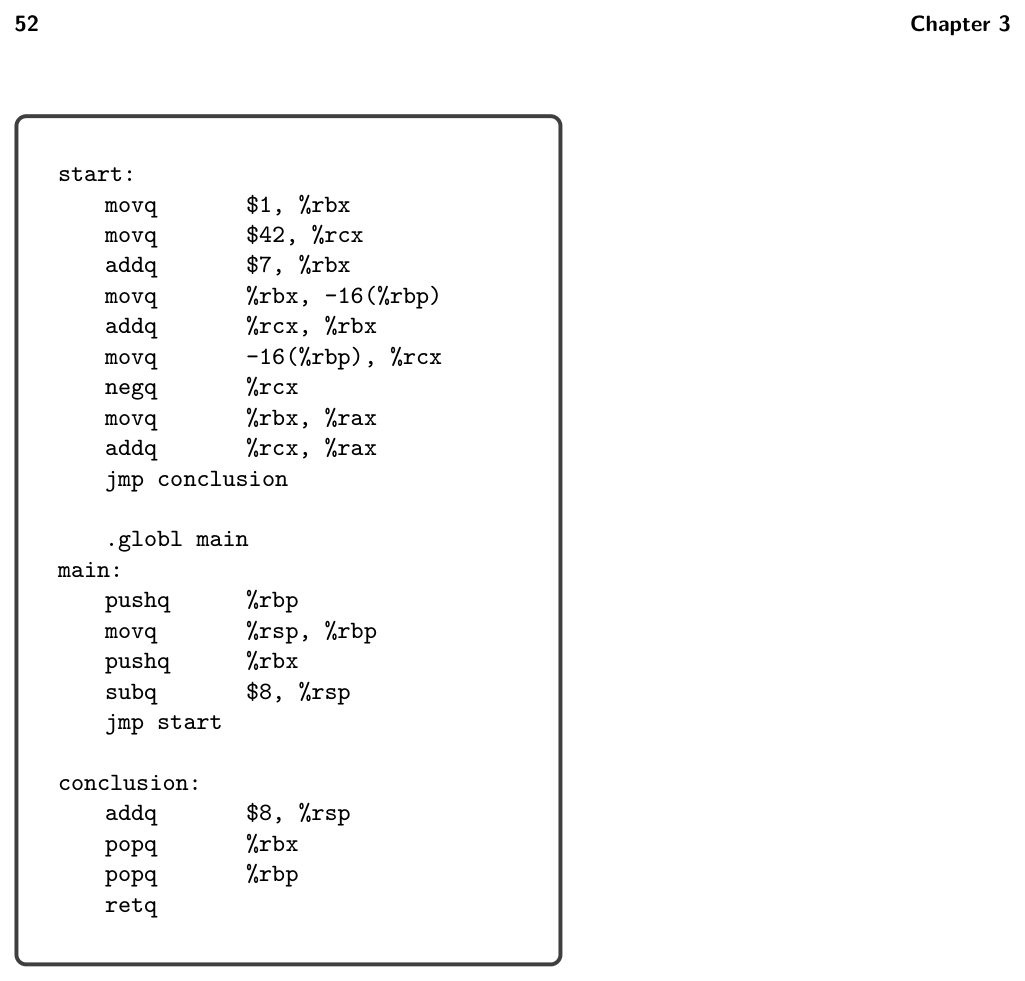 52 Chapter 3
start:
movq $1, %rbx
movq $42, %rcx
addq $7, %rbx
movq %rbx, -16(%rbp)
addq %rcx, %rbx
movq -16(%rbp), %rcx
negq %rcx
movq %rbx, %rax
addq %rcx, %rax
jmp conclusion
.globl main
main:
pushq %rbp
movq %rsp, %rbp
pushq %rbx
subq $8, %rsp
jmp start
conclusion:
addq $8, %rsp
popq %rbx
popq %rbp
retq